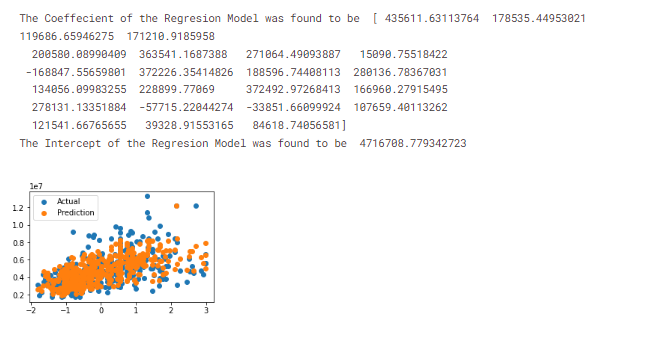 The Coeffecient of the Regresion Model was found to be  [ 435611.63113764  178535.44953021
119686.65946275  171210.9185958
200580.08990409  363541.1687388  271064.49093887  15090.75518422
-168847.55659801  372226.35414826  188596.74408113  280136.78367031
134056.09983255  228899.77069  372492.97268413  166960.27915495
278131.13351884  -57715.22044274  -33851.66099924  107659.40113262
121541.66765655  39328.91553165  84618.74056581]
The Intercept of the Regresion Model was found to be  4716708.779342723
1e7
Actual
Prediction
1.2
1.0
0.8
0.6
0.4
0.2
−2 −1 0 1 2 3